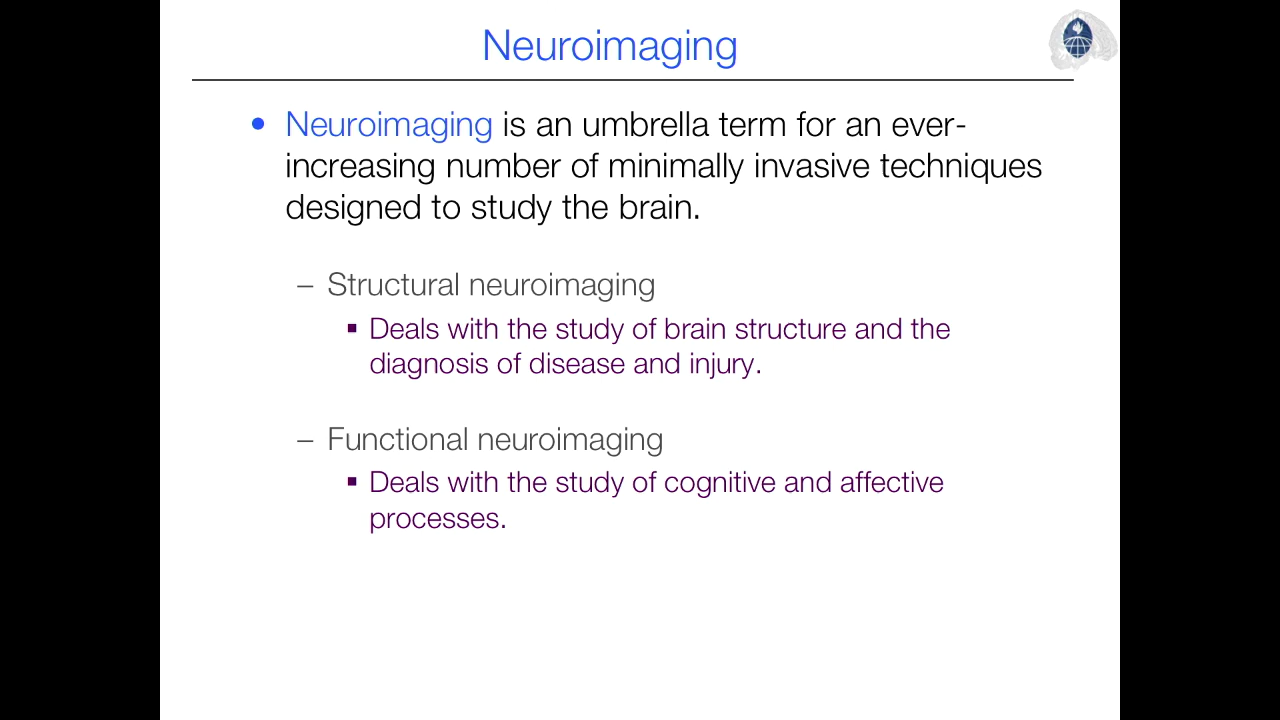 Neuroimaging
• Neuroimaging is an umbrella term for an ever-
increasing number of minimally invasive techniques
designed to study the brain.
– Structural neuroimaging
▪ Deals with the study of brain structure and the
diagnosis of disease and injury.
– Functional neuroimaging
▪ Deals with the study of cognitive and affective
processes.